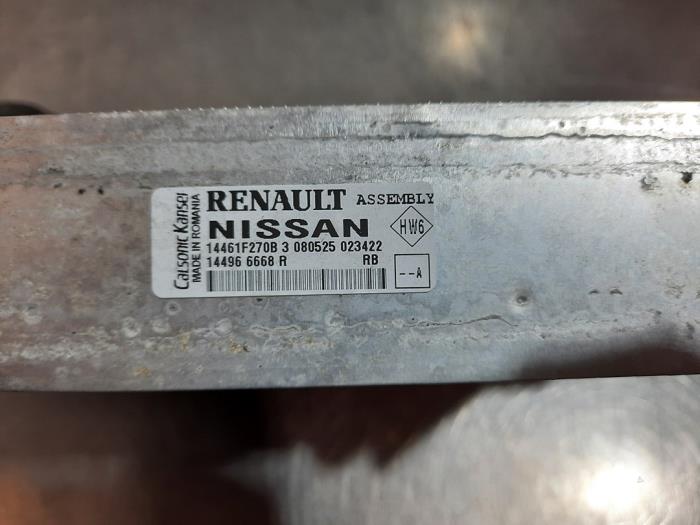 Calsonic Kansei
MADE IN ROMANIA
RENAULT ASSEMBLY
NISSAN
HW6
14461F270B 3 080525 023422
14496 6668 R RB
--A